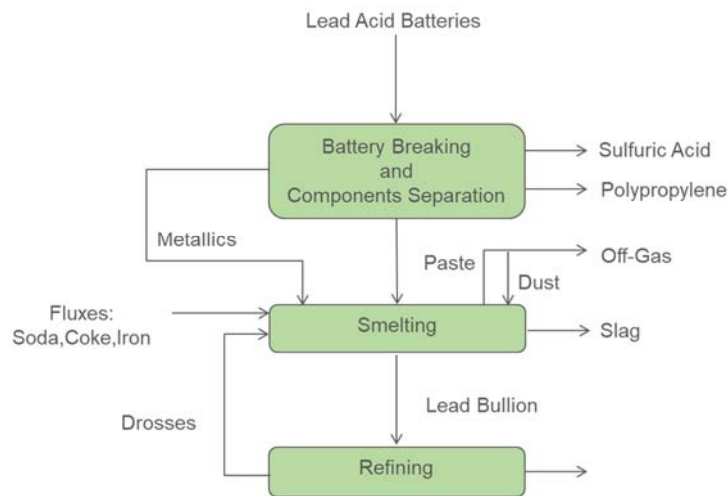 Lead Acid Batteries
Battery Breaking
and
Components Separation
Sulfuric Acid
Polypropylene
Metallics
Paste
Off-Gas
Dust
Fluxes:
Soda,Coke,Iron
Smelting
Slag
Lead Bullion
Drosses
Refining